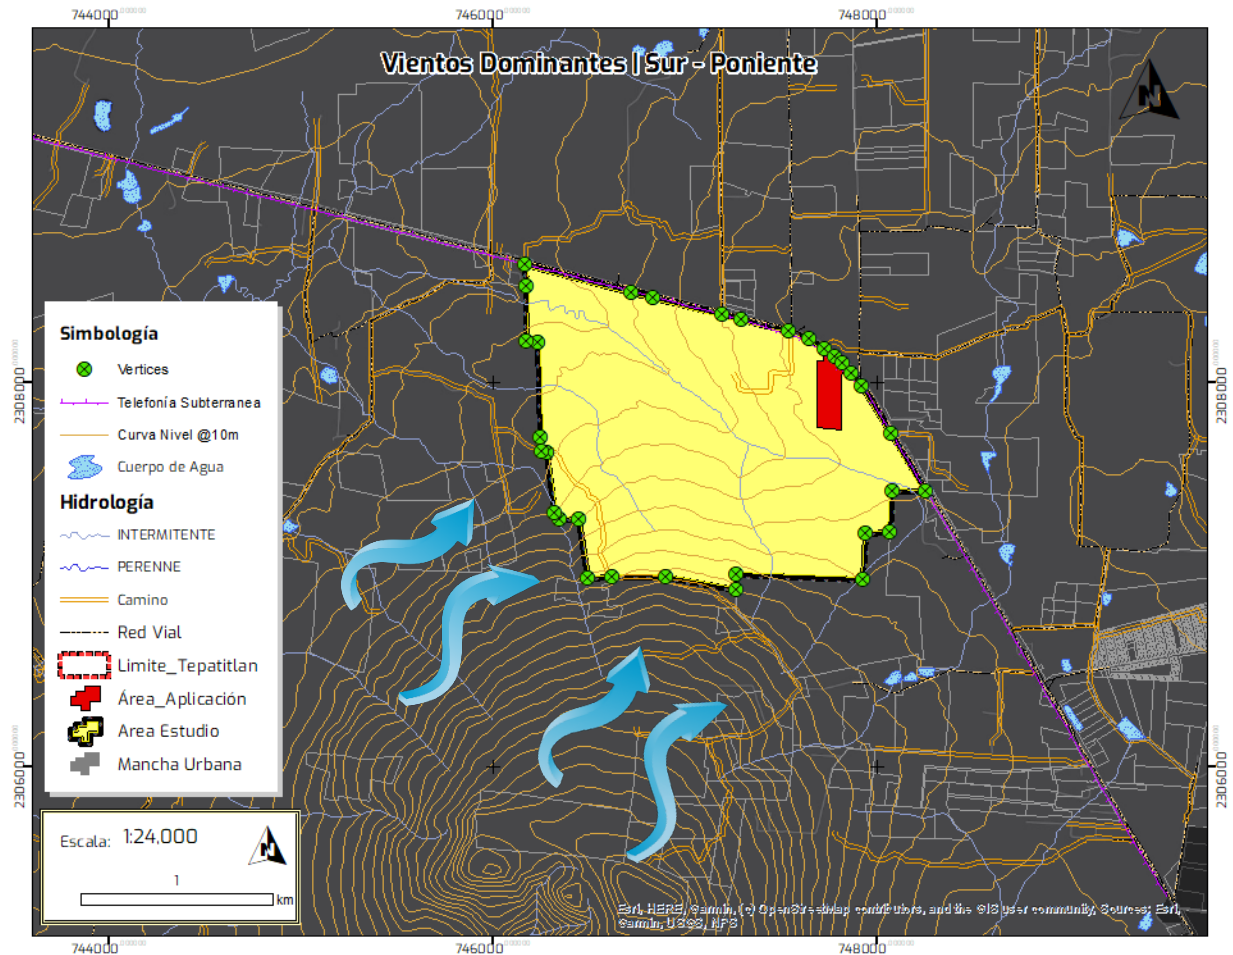 744000 746000 748000
Vientos Dominantes | Sur - Poniente
N
Simbología
Vertices
Telefonía Subterranea
Curva Nivel @10m
Cuerpo de Agua
Hidrología
INTERMITENTE
PERENNE
Camino
Red Vial
Limite_Tepatitlan
Área_Aplicación
Area Estudio
Mancha Urbana
2308000
2308000
2306000
2306000
Escala: 1:24,000
N
1
km
Esri, HERE, Garmin, (c) OpenStreetMap contributors, and the GIS user community, Sources: Esri,
Garmin, USGS, NPS
744000 746000 748000